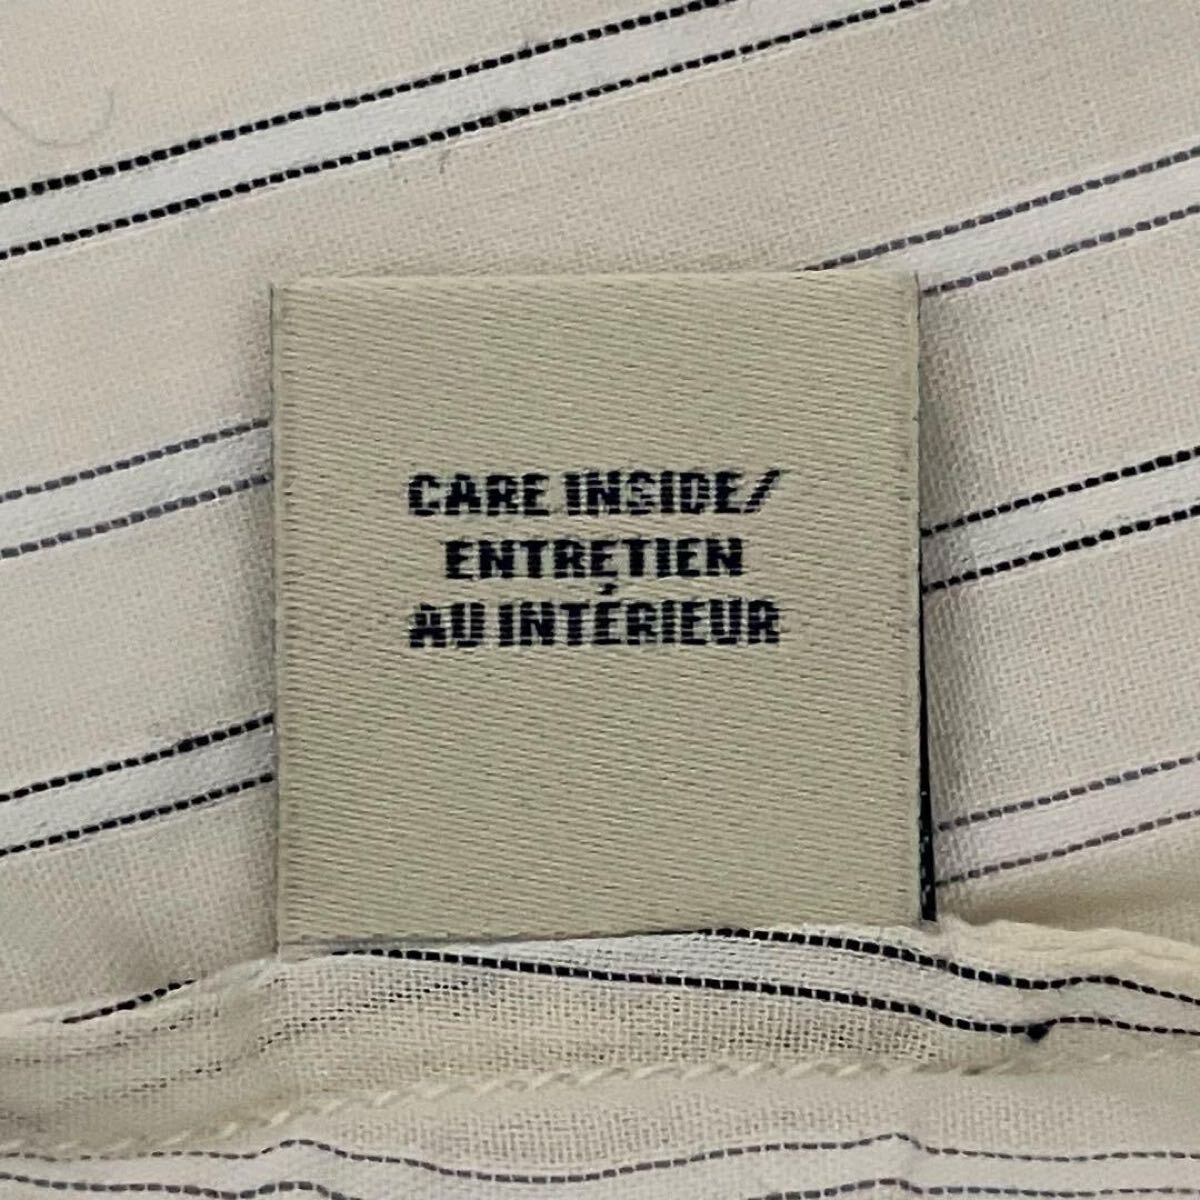 CARE INSIDE/
ENTRETIEN
AU INTÉRIEUR